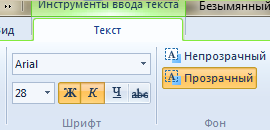 Инструменты ввода текста Безымянный
ид Текст
Arial Непрозрачный
28 Ж К Ч abc Прозрачный
Шрифт Фон